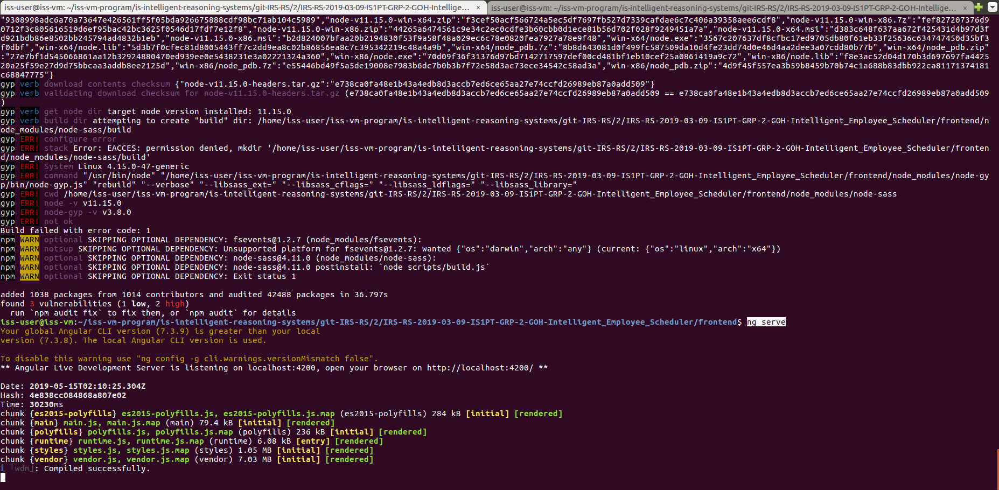 iss-user@iss-vm: ~/iss-vm-program/is-intelligent-reasoning-systems/git-IRS-RS/2/IRS-RS-2019-03-09-IS1PT-GRP-2-GOH-Intellige... × iss-user@iss-vm: ~/iss-vm-program/is-intelligent-reasoning-systems/git-IRS-RS/2/IRS-RS-2019-03-09-IS1PT-GRP-2-GOH-Intellige... ×
"9308998adc6a70a73647e426561ff5f05bda926675888cdf98bc71ab104c5989","node-v11.15.0-win-x64.zip":"f3cef50acf566724a5ec5df7697fb527d7339cafdae6c7c406a39358aee6cdf8","node-v11.15.0-win-x86.7z":"fef827207376d9
0712f3c805616519d6ef95bac42bc3625f0546d17fdf7e12f8","node-v11.15.0-win-x86.zip":"44265a6474561c9e34c2ec0cdfe3b60cbb0d1ece81b56d702f028f9249451a7a","node-v11.15.0-x64.msi":"d383c648f637aa672f425431d4b97d3f
d921bdb86e8502bb245794ad4832b1eb","node-v11.15.0-x86.msi":"b2d824007bfaa20b2194830f53f9a58f48a029ec6c78e0820fea7927a78e9f48","win-x64/node.exe":"3567c207637df8cfbc17ed9705db80f61eb33f25636c634747450d35bf3
f0dbf","win-x64/node.lib":"5d3b7f0cfec81d8005443ff7c2dd9ea8c02b86856ea8c7c395342219c48a4a9b","win-x64/node_pdb.7z":"8b8d643081d0f499fc587509da10d4fe23dd74d0e46d4aa2dee3a07cdd80b77b","win-x64/node_pdb.zip"
:"27e7bf1d545066861aa12b32924880470ed939ee0e5438231e3a02221324a360","win-x86/node.exe":"70d09f36f31376d97bd7142717597def00cd481bf1eb10cef25a0861419a9c72","win-x86/node.lib":"f8e3ac52d04d170b3d697697fa4425
20a25f59e27d9d75bbcaa3addb8ee2125d","win-x86/node_pdb.7z":"e55446bd49f5a5de19008e7983b6dc7b0b3b7f7e58d3ac73ece34542c58ad3a","win-x86/node_pdb.zip":"4d9f45f557ea3b59b8459b70b74c1a688b83dbb922ca81171374181
c68847775"}
gyp verb download contents checksum {"node-v11.15.0-headers.tar.gz":"e738ca0fa48e1b43a4edb8d3accb7ed6ce65aa27e74ccfd26989eb87a0add509"}
gyp verb validating download checksum for node-v11.15.0-headers.tar.gz (e738ca0fa48e1b43a4edb8d3accb7ed6ce65aa27e74ccfd26989eb87a0add509 == e738ca0fa48e1b43a4edb8d3accb7ed6ce65aa27e74ccfd26989eb87a0add509
)
gyp verb get node dir target node version installed: 11.15.0
gyp verb build dir attempting to create "build" dir: /home/iss-user/iss-vm-program/is-intelligent-reasoning-systems/git-IRS-RS/2/IRS-RS-2019-03-09-IS1PT-GRP-2-GOH-Intelligent_Employee_Scheduler/frontend/n
ode_modules/node-sass/build
gyp ERR! configure error
gyp ERR! stack Error: EACCES: permission denied, mkdir '/home/iss-user/iss-vm-program/is-intelligent-reasoning-systems/git-IRS-RS/2/IRS-RS-2019-03-09-IS1PT-GRP-2-GOH-Intelligent_Employee_Scheduler/fronten
d/node_modules/node-sass/build'
gyp ERR! System Linux 4.15.0-47-generic
gyp ERR! command "/usr/bin/node" "/home/iss-user/iss-vm-program/is-intelligent-reasoning-systems/git-IRS-RS/2/IRS-RS-2019-03-09-IS1PT-GRP-2-GOH-Intelligent_Employee_Scheduler/frontend/node_modules/node-gy
p/bin/node-gyp.js" "rebuild" "--verbose" "--libsass_ext=" "--libsass_cflags=" "--libsass_ldflags=" "--libsass_library="
gyp ERR! cwd /home/iss-user/iss-vm-program/is-intelligent-reasoning-systems/git-IRS-RS/2/IRS-RS-2019-03-09-IS1PT-GRP-2-GOH-Intelligent_Employee_Scheduler/frontend/node_modules/node-sass
gyp ERR! node -v v11.15.0
gyp ERR! node-gyp -v v3.8.0
gyp ERR! not ok
Build failed with error code: 1
npm WARN optional SKIPPING OPTIONAL DEPENDENCY: fsevents@1.2.7 (node_modules/fsevents):
npm WARN notsup SKIPPING OPTIONAL DEPENDENCY: Unsupported platform for fsevents@1.2.7: wanted {"os":"darwin","arch":"any"} (current: {"os":"linux","arch":"x64"})
npm WARN optional SKIPPING OPTIONAL DEPENDENCY: node-sass@4.11.0 (node_modules/node-sass):
npm WARN optional SKIPPING OPTIONAL DEPENDENCY: node-sass@4.11.0 postinstall: `node scripts/build.js`
npm WARN optional SKIPPING OPTIONAL DEPENDENCY: Exit status 1
added 1038 packages from 1014 contributors and audited 42488 packages in 36.797s
found 3 vulnerabilities (1 low, 2 high)
run `npm audit fix` to fix them, or `npm audit` for details
iss-user@iss-vm:~/iss-vm-program/is-intelligent-reasoning-systems/git-IRS-RS/2/IRS-RS-2019-03-09-IS1PT-GRP-2-GOH-Intelligent_Employee_Scheduler/frontend$ ng serve
Your global Angular CLI version (7.3.9) is greater than your local
version (7.3.8). The local Angular CLI version is used.
To disable this warning use "ng config -g cli.warnings.versionMismatch false".
** Angular Live Development Server is listening on localhost:4200, open your browser on http://localhost:4200/ **
Date: 2019-05-15T02:10:25.304Z
Hash: 4e838cc084868a807e02
Time: 30230ms
chunk {es2015-polyfills} es2015-polyfills.js, es2015-polyfills.js.map (es2015-polyfills) 284 kB [initial] [rendered]
chunk {main} main.js, main.js.map (main) 79.4 kB [initial] [rendered]
chunk {polyfills} polyfills.js, polyfills.js.map (polyfills) 236 kB [initial] [rendered]
chunk {runtime} runtime.js, runtime.js.map (runtime) 6.08 kB [entry] [rendered]
chunk {styles} styles.js, styles.js.map (styles) 1.05 MB [initial] [rendered]
chunk {vendor} vendor.js, vendor.js.map (vendor) 7.03 MB [initial] [rendered]
ℹ ｢wdm｣: Compiled successfully.